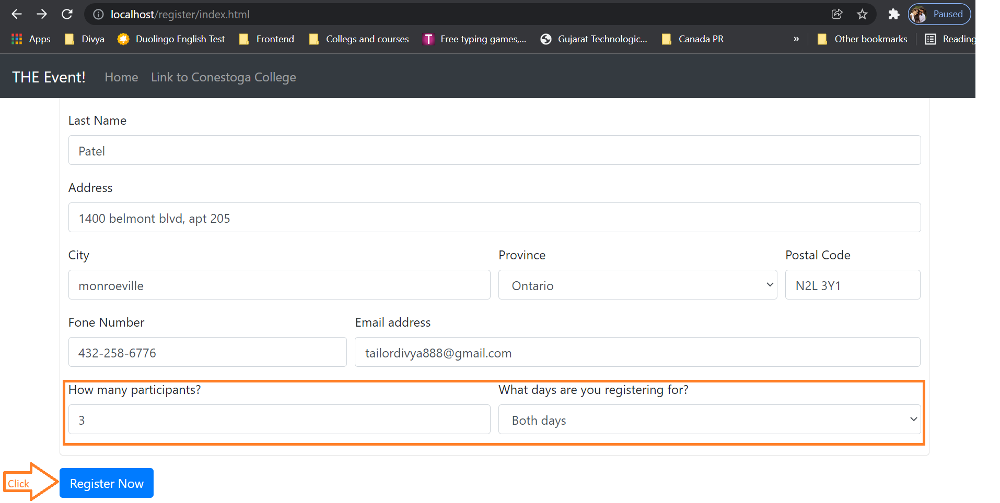 localhost/register/index.html
Paused
Apps
Divya
Duolingo English Test
Frontend
Collegs and courses
T
Free typing games,...
Gujarat Technologic...
Canada PR
»
Other bookmarks
Reading
THE Event!
Home
Link to Conestoga College
Last Name
Patel
Address
1400 belmont blvd, apt 205
City
Province
Postal Code
monroeville
Ontario
N2L 3Y1
Fone Number
Email address
432-258-6776
tailordivya888@gmail.com
How many participants?
What days are you registering for?
3
Both days
Click
Register Now